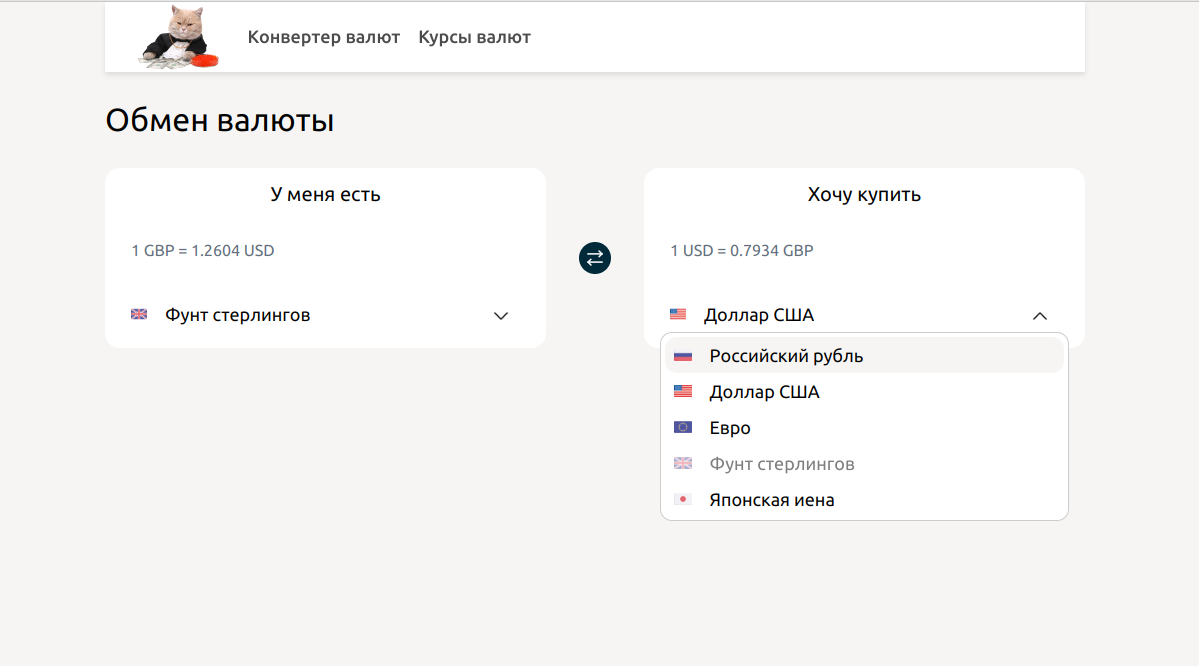 Конвертер валют Курсы валют
Обмен валюты
У меня есть
1 GBP = 1.2604 USD
Фунт стерлингов
Хочу купить
1 USD = 0.7934 GBP
Доллар США
Российский рубль
Доллар США
Евро
Фунт стерлингов
Японская иена